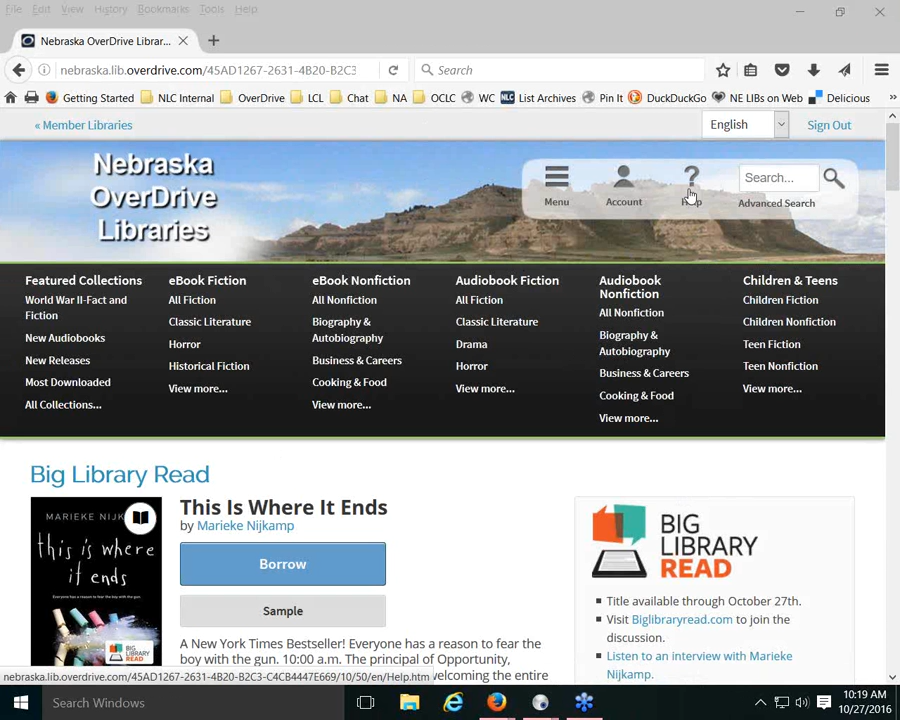 File Edit View History Bookmarks Tools Help
Nebraska OverDrive Librar...
nebraska.lib.overdrive.com/45AD1267-2631-4B20-B2C3
Search
Getting Started NLC Internal OverDrive LCL Chat NA OCLC WC NLC List Archives Pin It DuckDuckGo NE LIBs on Web Delicious »
« Member Libraries
English
Sign Out
Nebraska
OverDrive
Libraries
Menu Account Help
Search...
Advanced Search
Featured Collections
World War II-Fact and
Fiction
New Audiobooks
New Releases
Most Downloaded
All Collections...
eBook Fiction
All Fiction
Classic Literature
Horror
Historical Fiction
View more...
eBook Nonfiction
All Nonfiction
Biography &
Autobiography
Business & Careers
Cooking & Food
View more...
Audiobook Fiction
All Fiction
Classic Literature
Drama
Horror
View more...
Audiobook
Nonfiction
All Nonfiction
Biography &
Autobiography
Business & Careers
Cooking & Food
View more...
Children & Teens
Children Fiction
Children Nonfiction
Teen Fiction
Teen Nonfiction
View more...
Big Library Read
MARIEKE NIJK
this is where
it ends
BIG
LIBRARY
READ
This Is Where It Ends
by Marieke Nijkamp
Borrow
Sample
A New York Times Bestseller! Everyone has a reason to fear the
boy with the gun. 10:00 a.m. The principal of Opportunity,
welcoming the entire
BIG
LIBRARY
READ
Title available through October 27th.
Visit Biglibraryread.com to join the
discussion.
Listen to an interview with Marieke
Nijkamp.
nebraska.lib.overdrive.com/45AD1267-2631-4B20-B2C3-C4CB4447E669/10/50/en/Help.htm
Search Windows
10:19 AM
10/27/2016